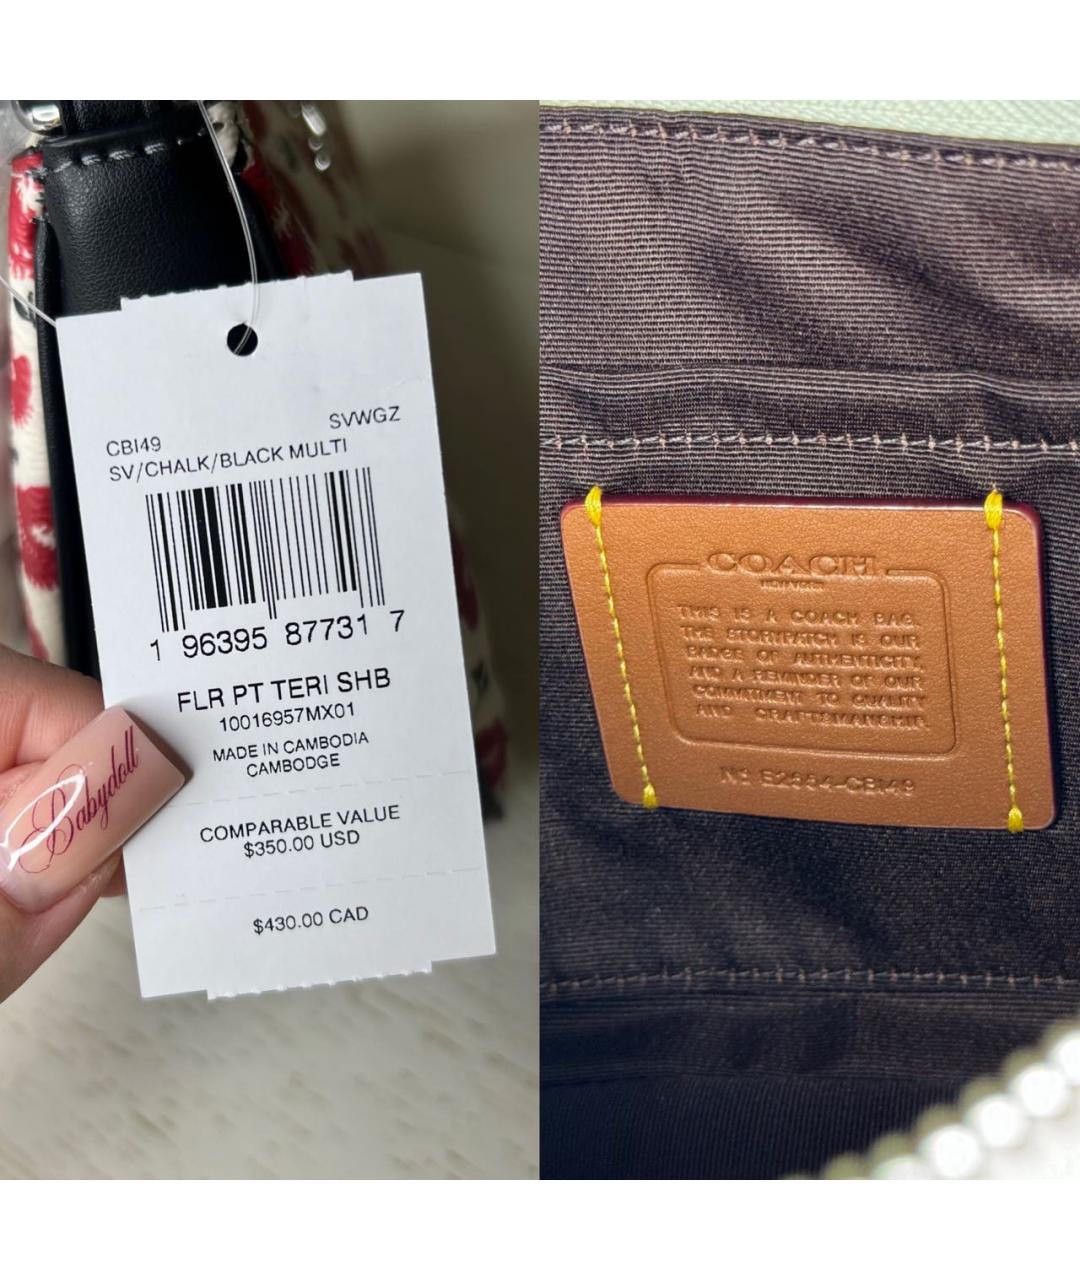 SVWGZ
CBI49
SV/CHALK/BLACK MULTI
1 96395 87731 7
FLR PT TERI SHB
10016957MX01
MADE IN CAMBODIA
CAMBODGE
COMPARABLE VALUE
$350.00 USD
$430.00 CAD
Babydoll
COACH
THIS IS A COACH BAG.
THE STORYPATCH IS OUR
BADGE OF AUTHENTICITY,
AND A REMINDER OF OUR
COMMITMENT TO QUALITY
AND CRAFTSMANSHIP.